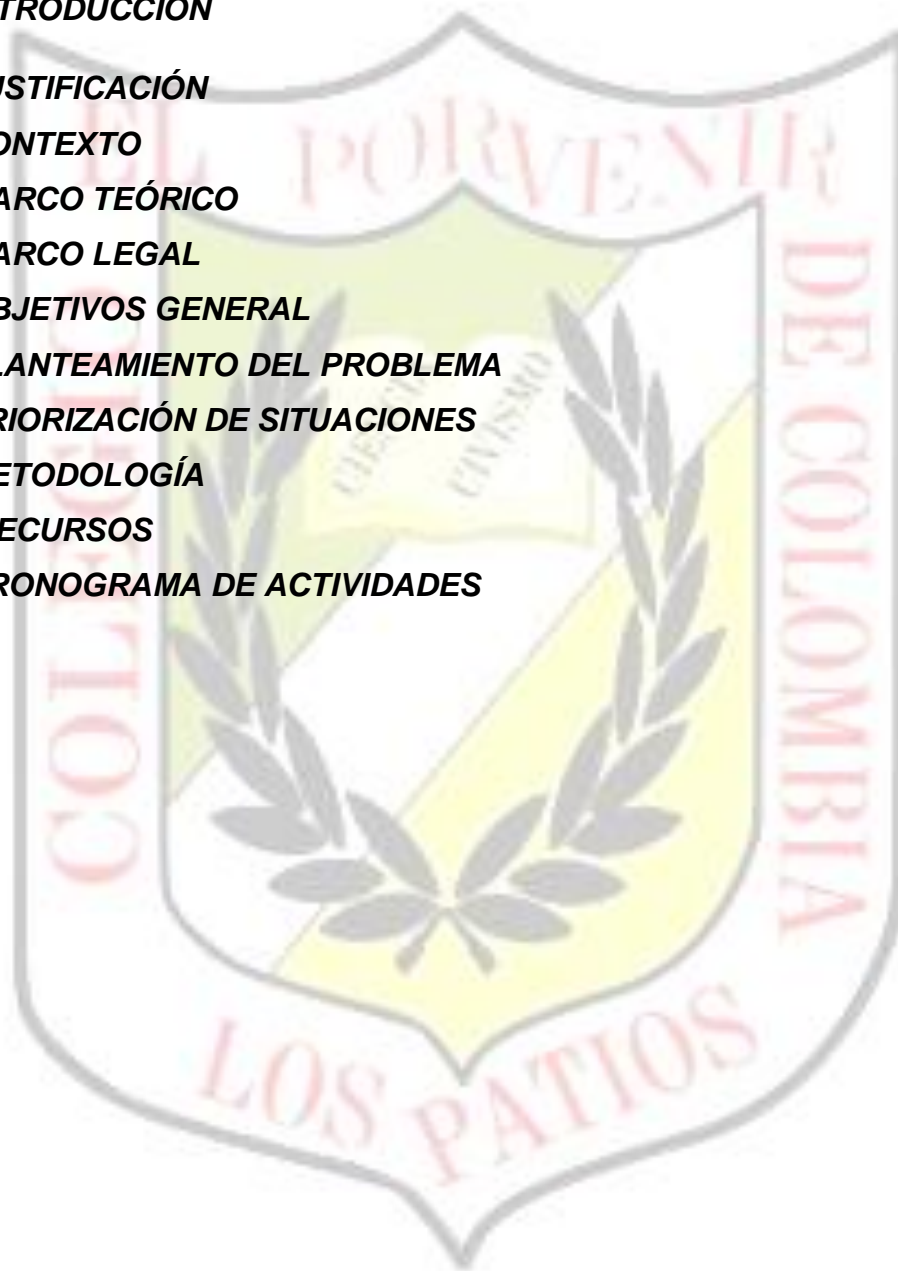 TRODUCCIÓN
USTIFICACIÓN
ONTEXTO
ARCO TEÓRICO
ARCO LEGAL
BJETIVOS GENERAL
LANTEAMIENTO DEL PROBLEMA
RIORIZACIÓN DE SITUACIONES
ETODOLOGÍA
ECURSOS
RONOGRAMA DE ACTIVIDADES
COLEGIO
EL PORVENIR
DE COLOMBIA
CIVISMO
LOS PATIOS